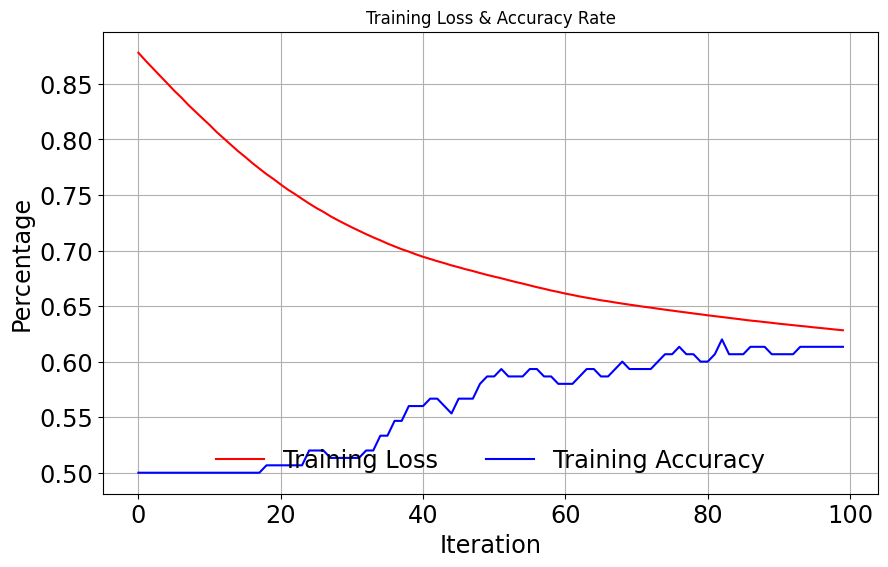 Training Loss & Accuracy Rate
0.85
0.80
0.75
0.70
0.65
0.60
0.55
0.50
Percentage
Training Loss Training Accuracy
0 20 40 60 80 100
Iteration